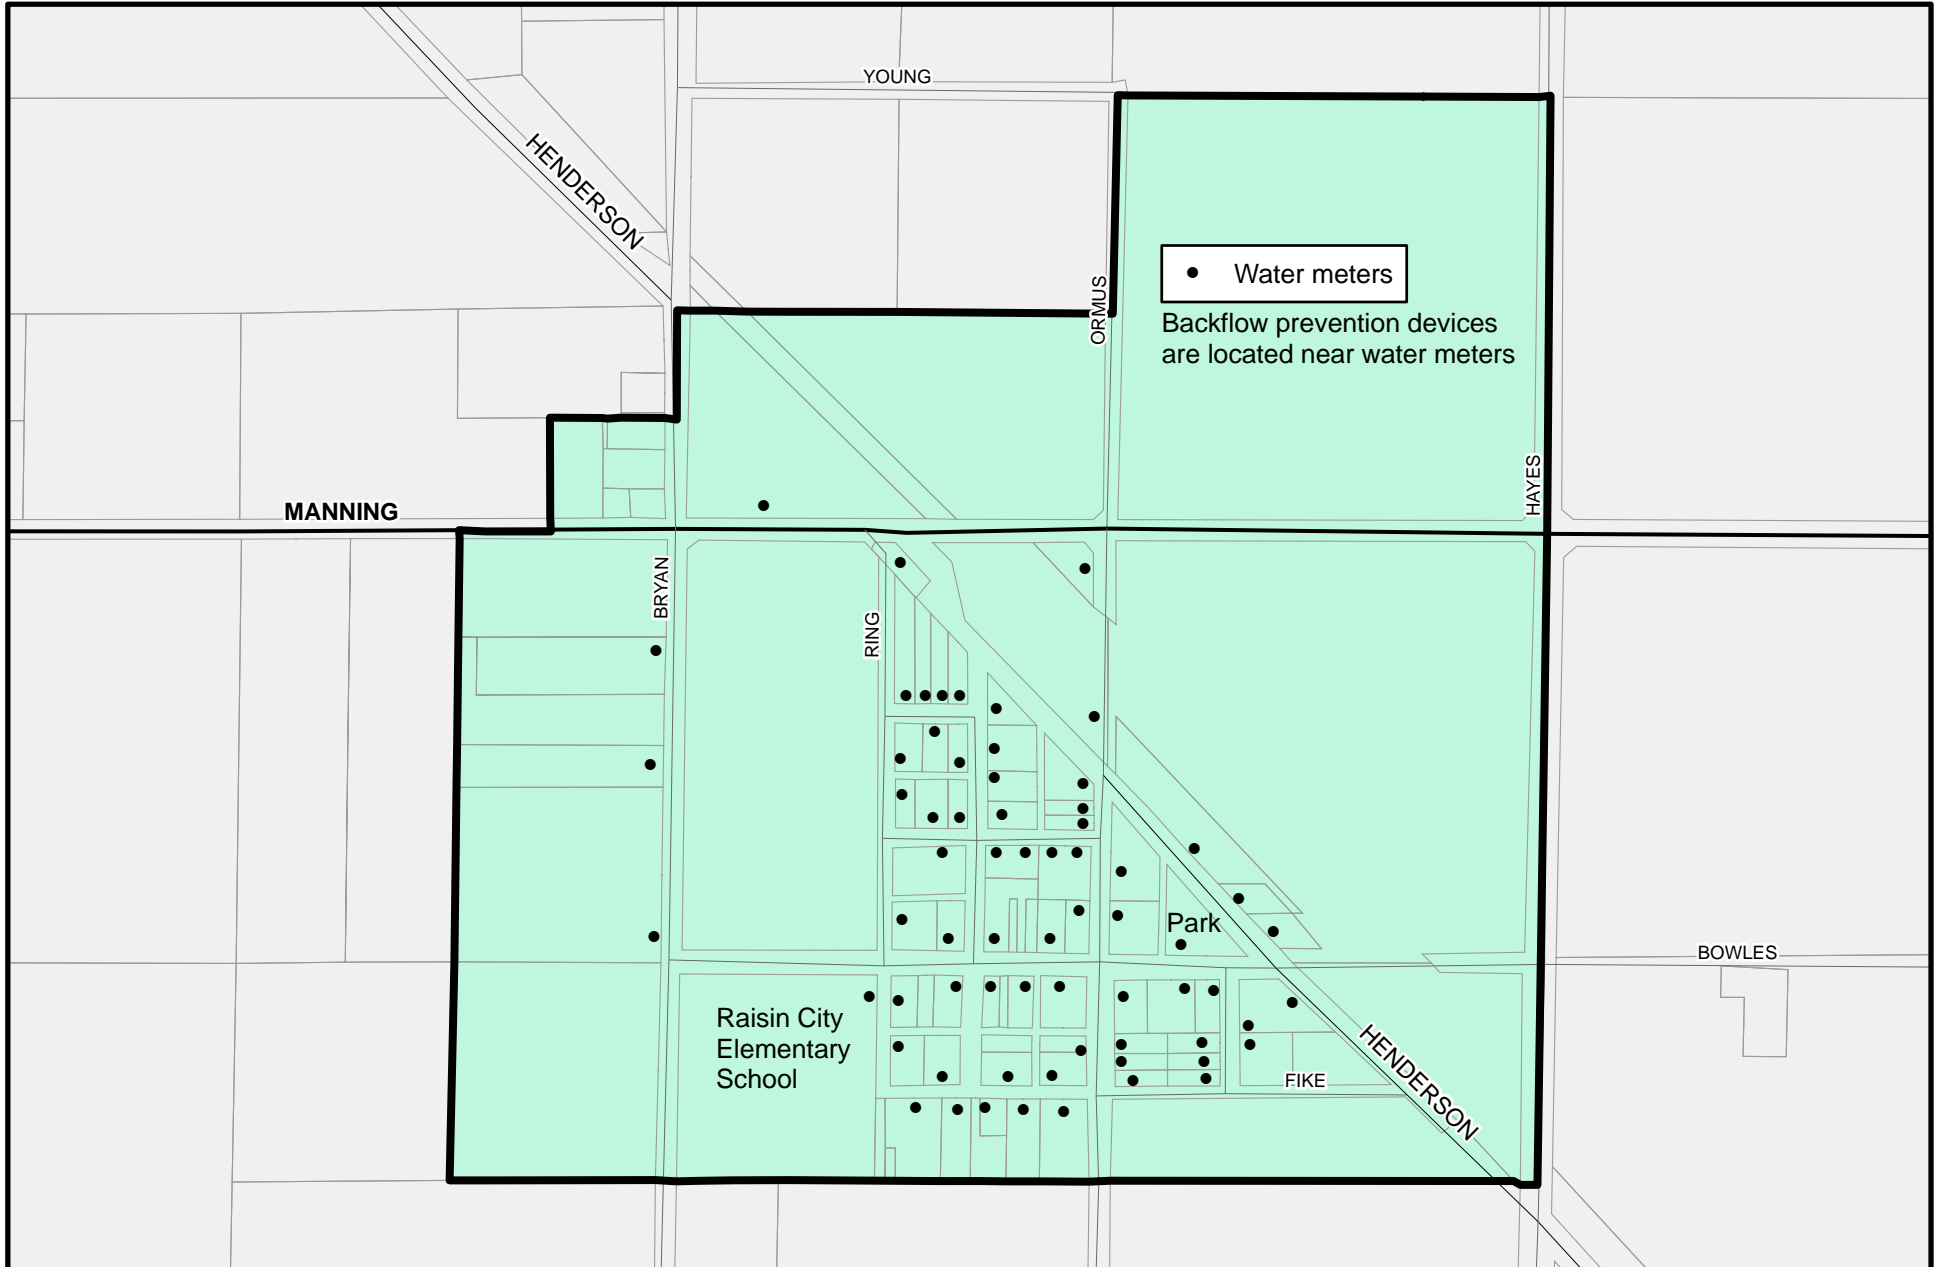 YOUNG
HENDERSON
ORMUS
Water meters
Backflow prevention devices
are located near water meters
HAYES
MANNING
BRYAN
RING
Park
BOWLES
Raisin City
Elementary
School
FIKE
HENDERSON